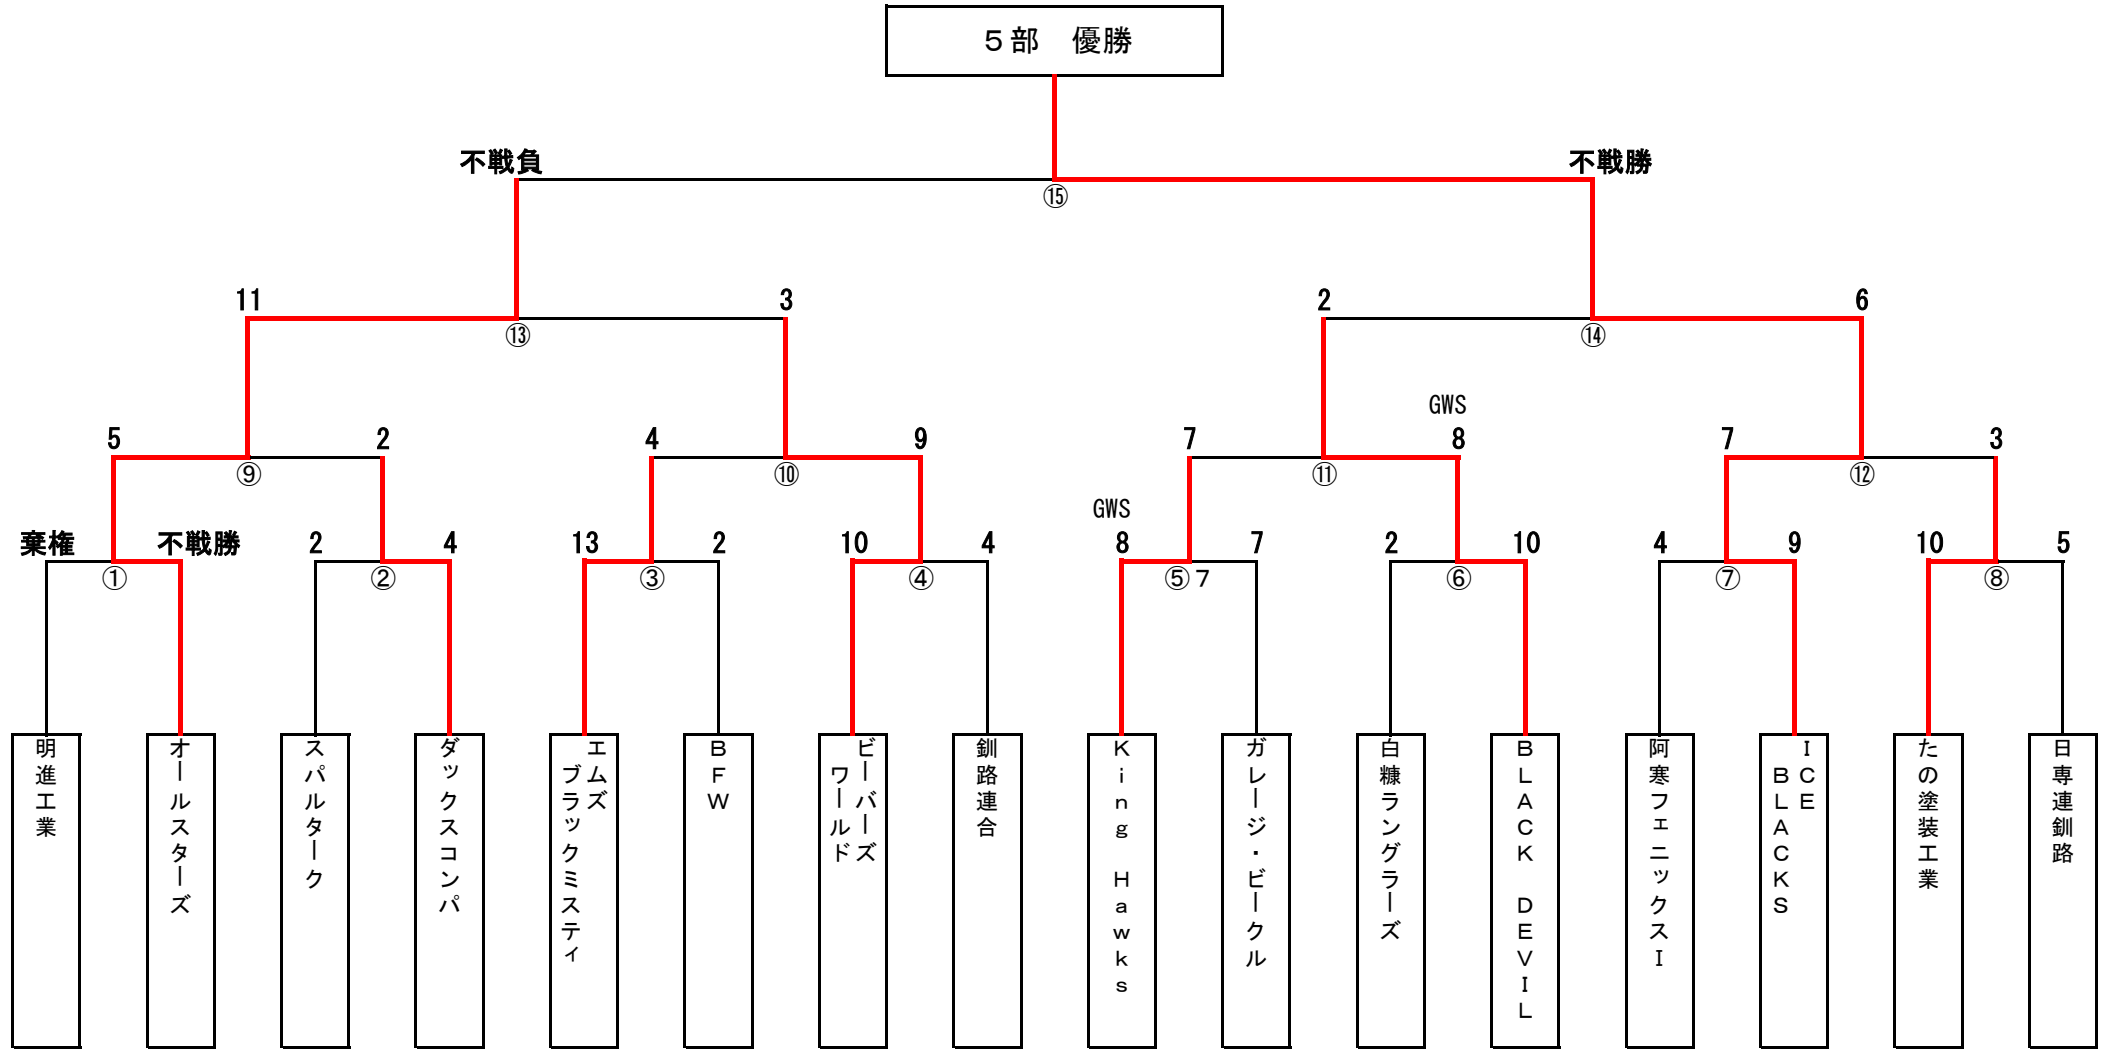 ５部　優勝
不戦負
不戦勝
⑮
11
3
2
6
⑬
⑭
GWS
5
2
4
9
7
8
7
3
⑨
⑩
⑪
⑫
GWS
棄権
不戦勝
2
4
13
2
10
4
8
7
2
10
4
9
10
5
①
②
③
④
⑤７
⑥
⑦
⑧
明進工業
オールスターズ
スパルターク
ダックスコンパ
エムズ
ブラックミスティ
ＢＦＷ
ビーバーズ
ワールド
釧路連合
Ｋｉｎｇ　Ｈａｗｋｓ
ガレージ・ビークル
白糠ラングラーズ
ＢＬＡＣＫ　ＤＥＶＩＬ
阿寒フェニックスＩ
ＩＣＥ
ＢＬＡＣＫＳ
たの塗装工業
日専連釧路